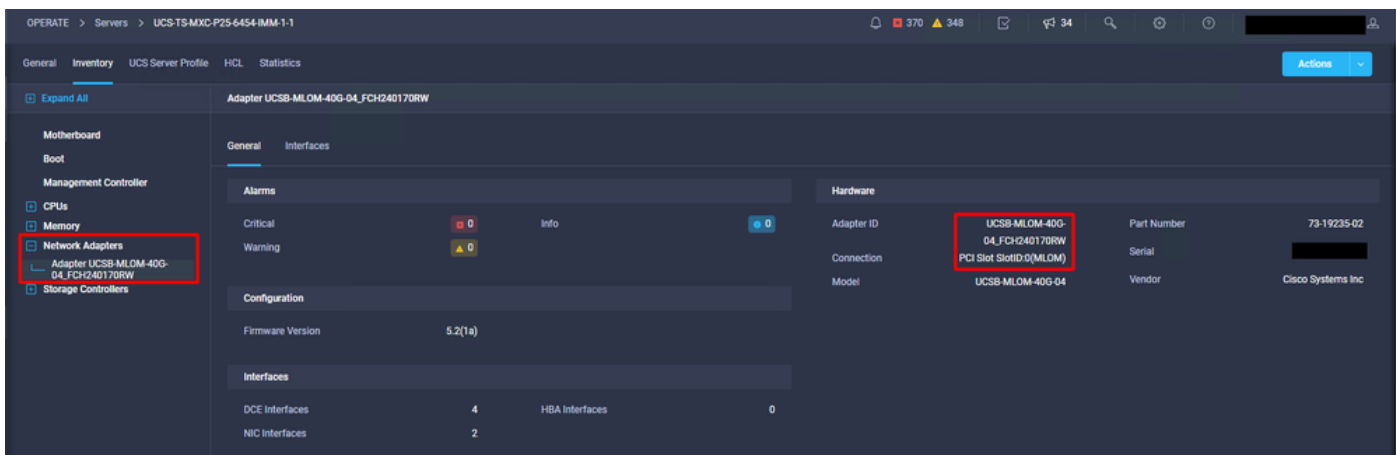 OPERATE > Servers > UCS-TS-MXC-P25-6454-IMM-1-1
370 348 34
General Inventory UCS Server Profile HCL Statistics
Actions
Expand All
Adapter UCSB-MLOM-40G-04_FCH240170RW
Motherboard
Boot
Management Controller
CPUs
Memory
Network Adapters
Adapter UCSB-MLOM-40G-
04_FCH240170RW
Storage Controllers
General Interfaces
Alarms
Critical 0 Info 0
Warning 0
Configuration
Firmware Version 5.2(1a)
Interfaces
DCE Interfaces 4 HBA Interfaces 0
NIC Interfaces 2
Hardware
Adapter ID UCSB-MLOM-40G-
04_FCH240170RW
Part Number 73-19235-02
Connection PCI Slot SlotID:0(MLOM)
Serial
Model UCSB-MLOM-40G-04
Vendor Cisco Systems Inc